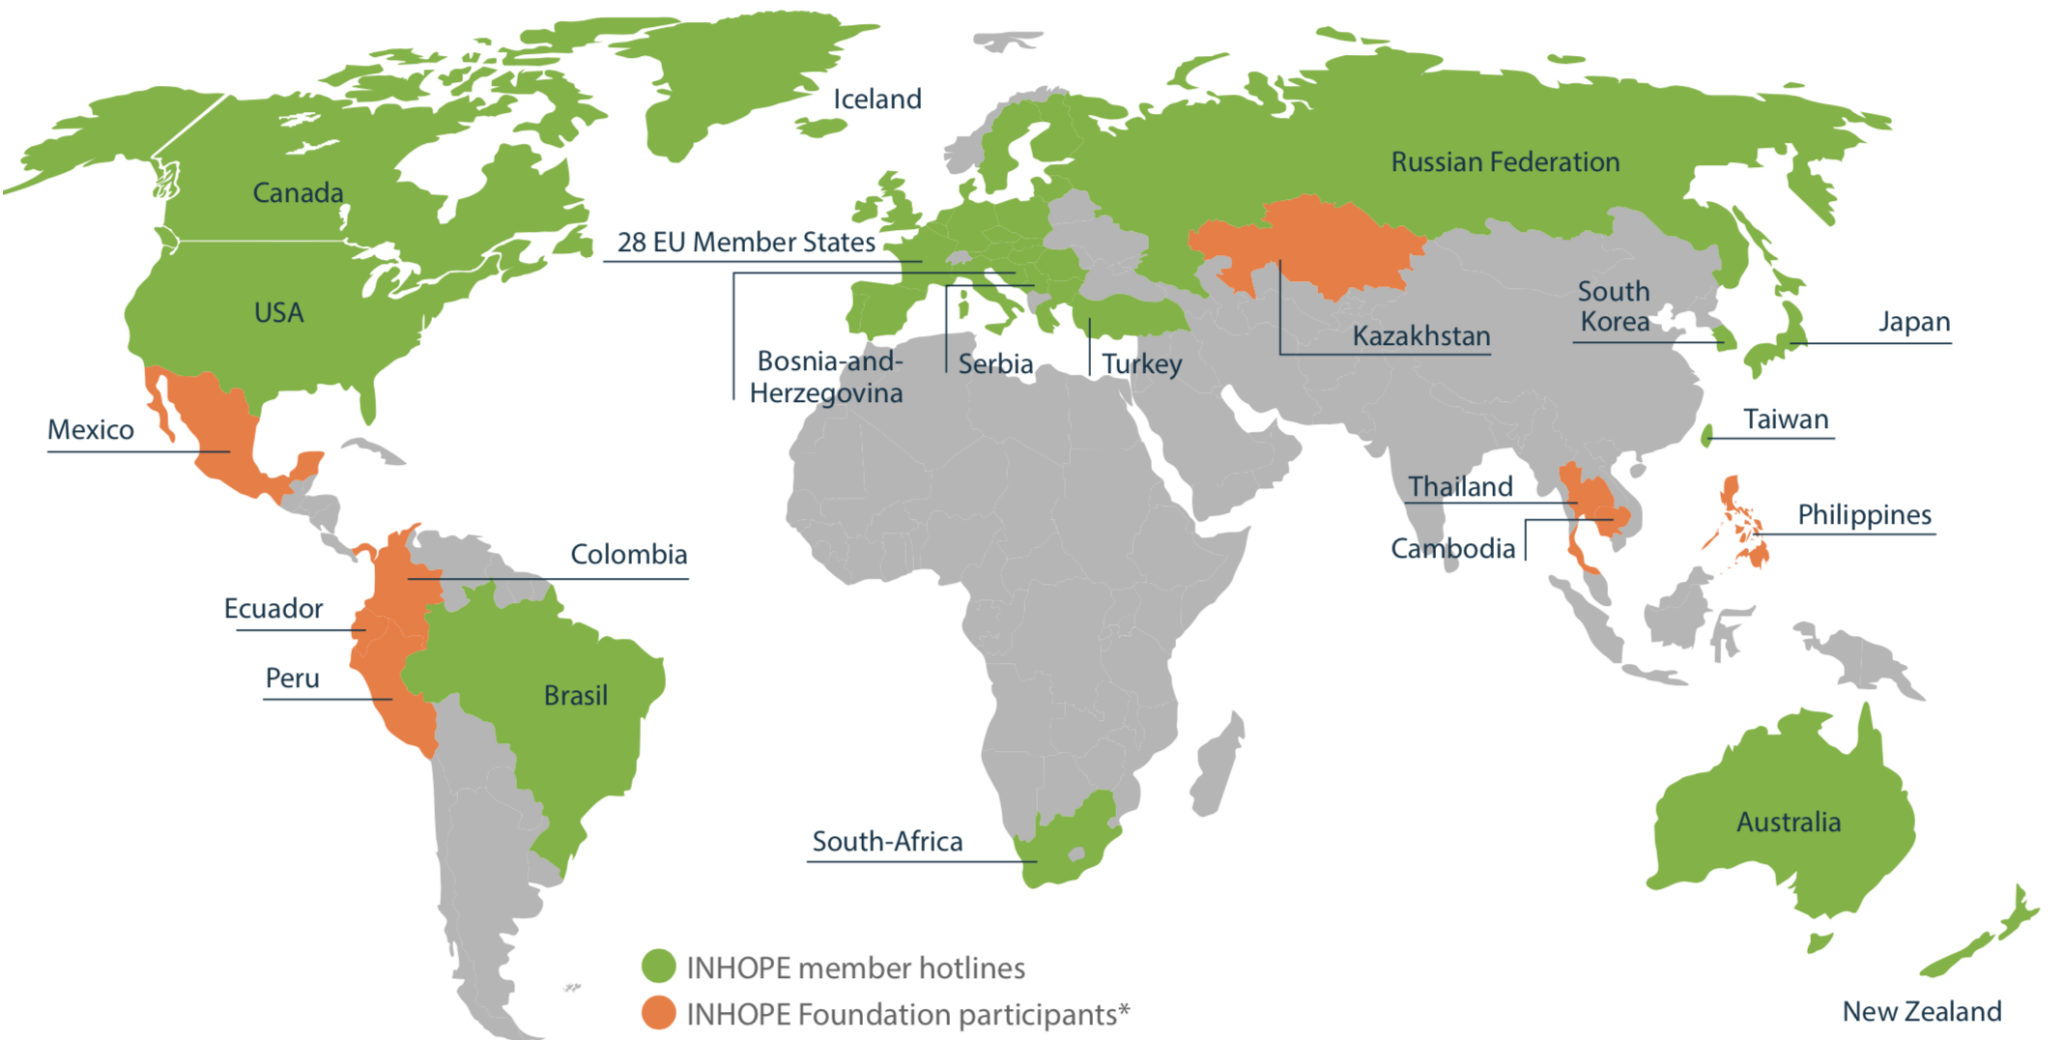 Iceland
Russian Federation
Canada
28 EU Member States
USA
South
Korea
Japan
Kazakhstan
Bosnia-and-
Herzegovina
Serbia
Turkey
Mexico
Taiwan
Thailand
Philippines
Cambodia
Colombia
Ecuador
Peru
Brasil
South-Africa
Australia
INHOPE member hotlines
INHOPE Foundation participants*
New Zealand